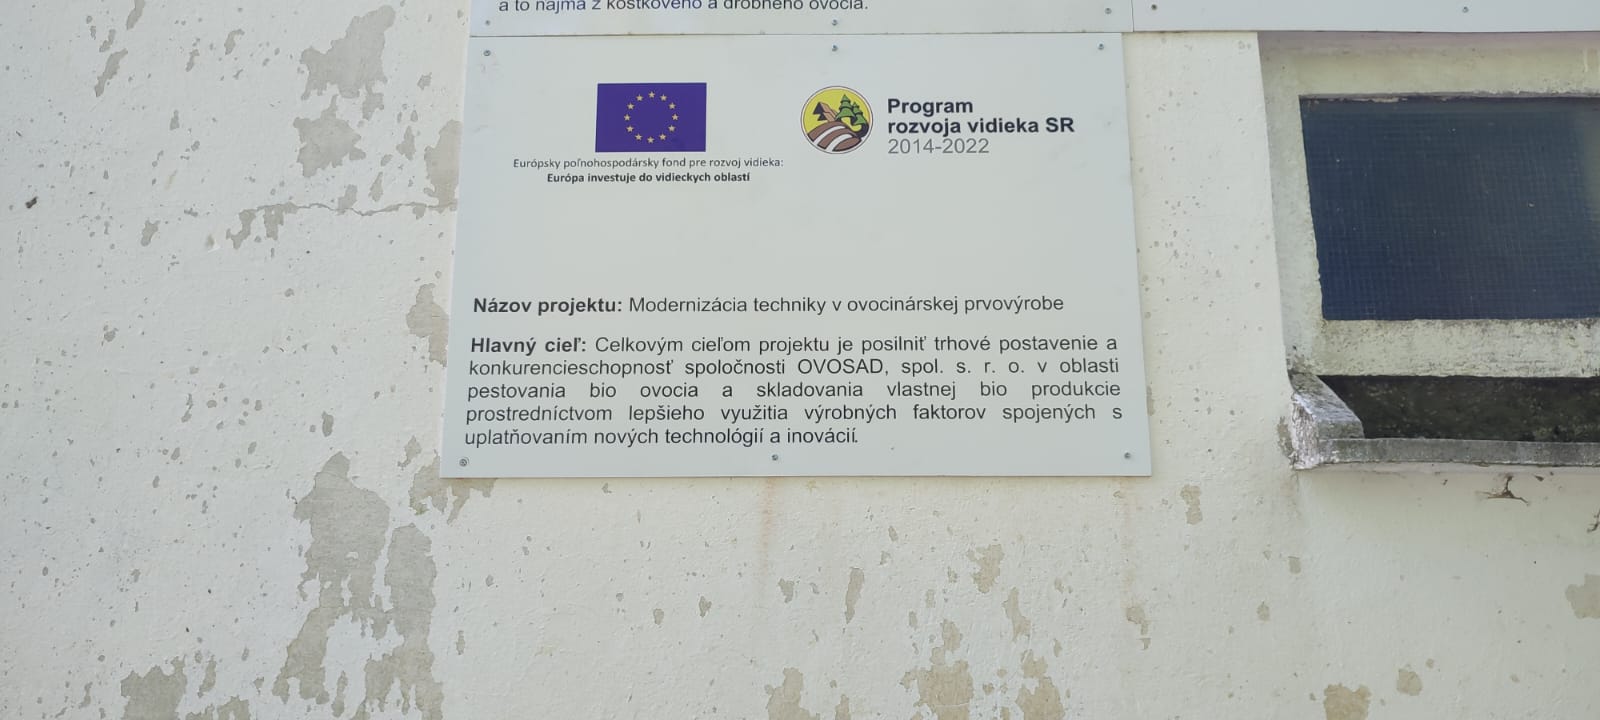 a to najmä z kôstkového a drobného ovocia.
Európsky poľnohospodársky fond pre rozvoj vidieka:
Európa investuje do vidieckych oblastí
Program
rozvoja vidieka SR
2014-2022
Názov projektu: Modernizácia techniky v ovocinárskej prvovýrobe
Hlavný cieľ: Celkovým cieľom projektu je posilniť trhové postavenie a
konkurencieschopnosť spoločnosti OVOSAD, spol. s. r. o. v oblasti
pestovania bio ovocia a skladovania vlastnej bio produkcie
prostredníctvom lepšieho využitia výrobných faktorov spojených s
uplatňovaním nových technológií a inovácií.